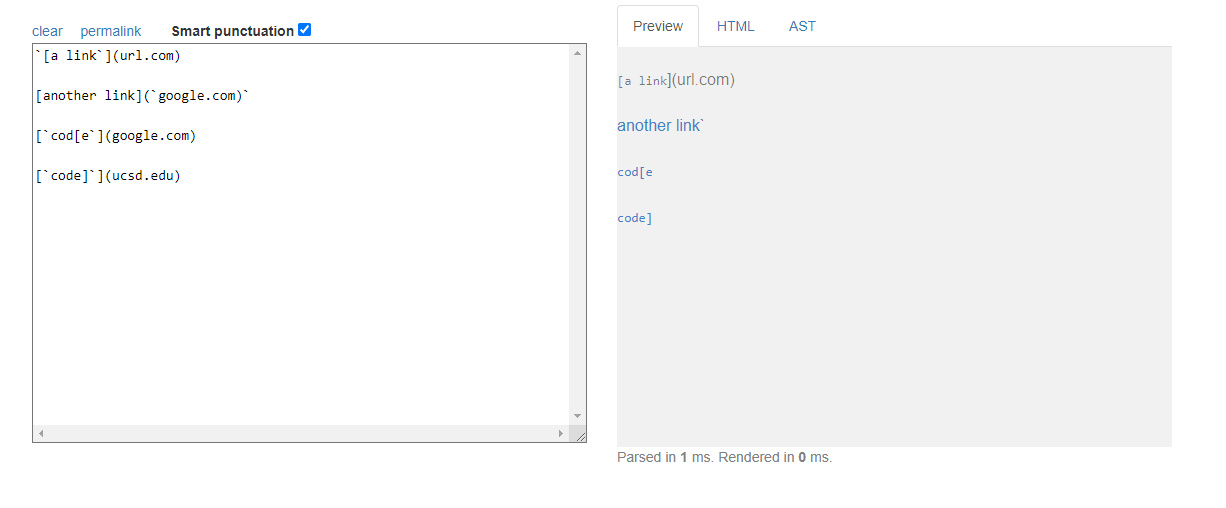 clear permalink Smart punctuation
`[a link`](url.com)
[another link](`google.com)`
[`cod[e`](google.com)
[`code]`](ucsd.edu)
Preview HTML AST
[a link](url.com)
another link`
cod[e
code]
Parsed in 1 ms. Rendered in 0 ms.